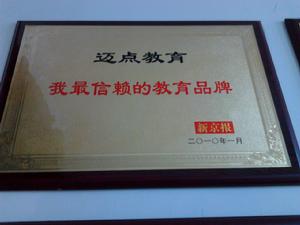 迈点教育
我最信赖的教育品牌
新京报
二〇一〇年一月